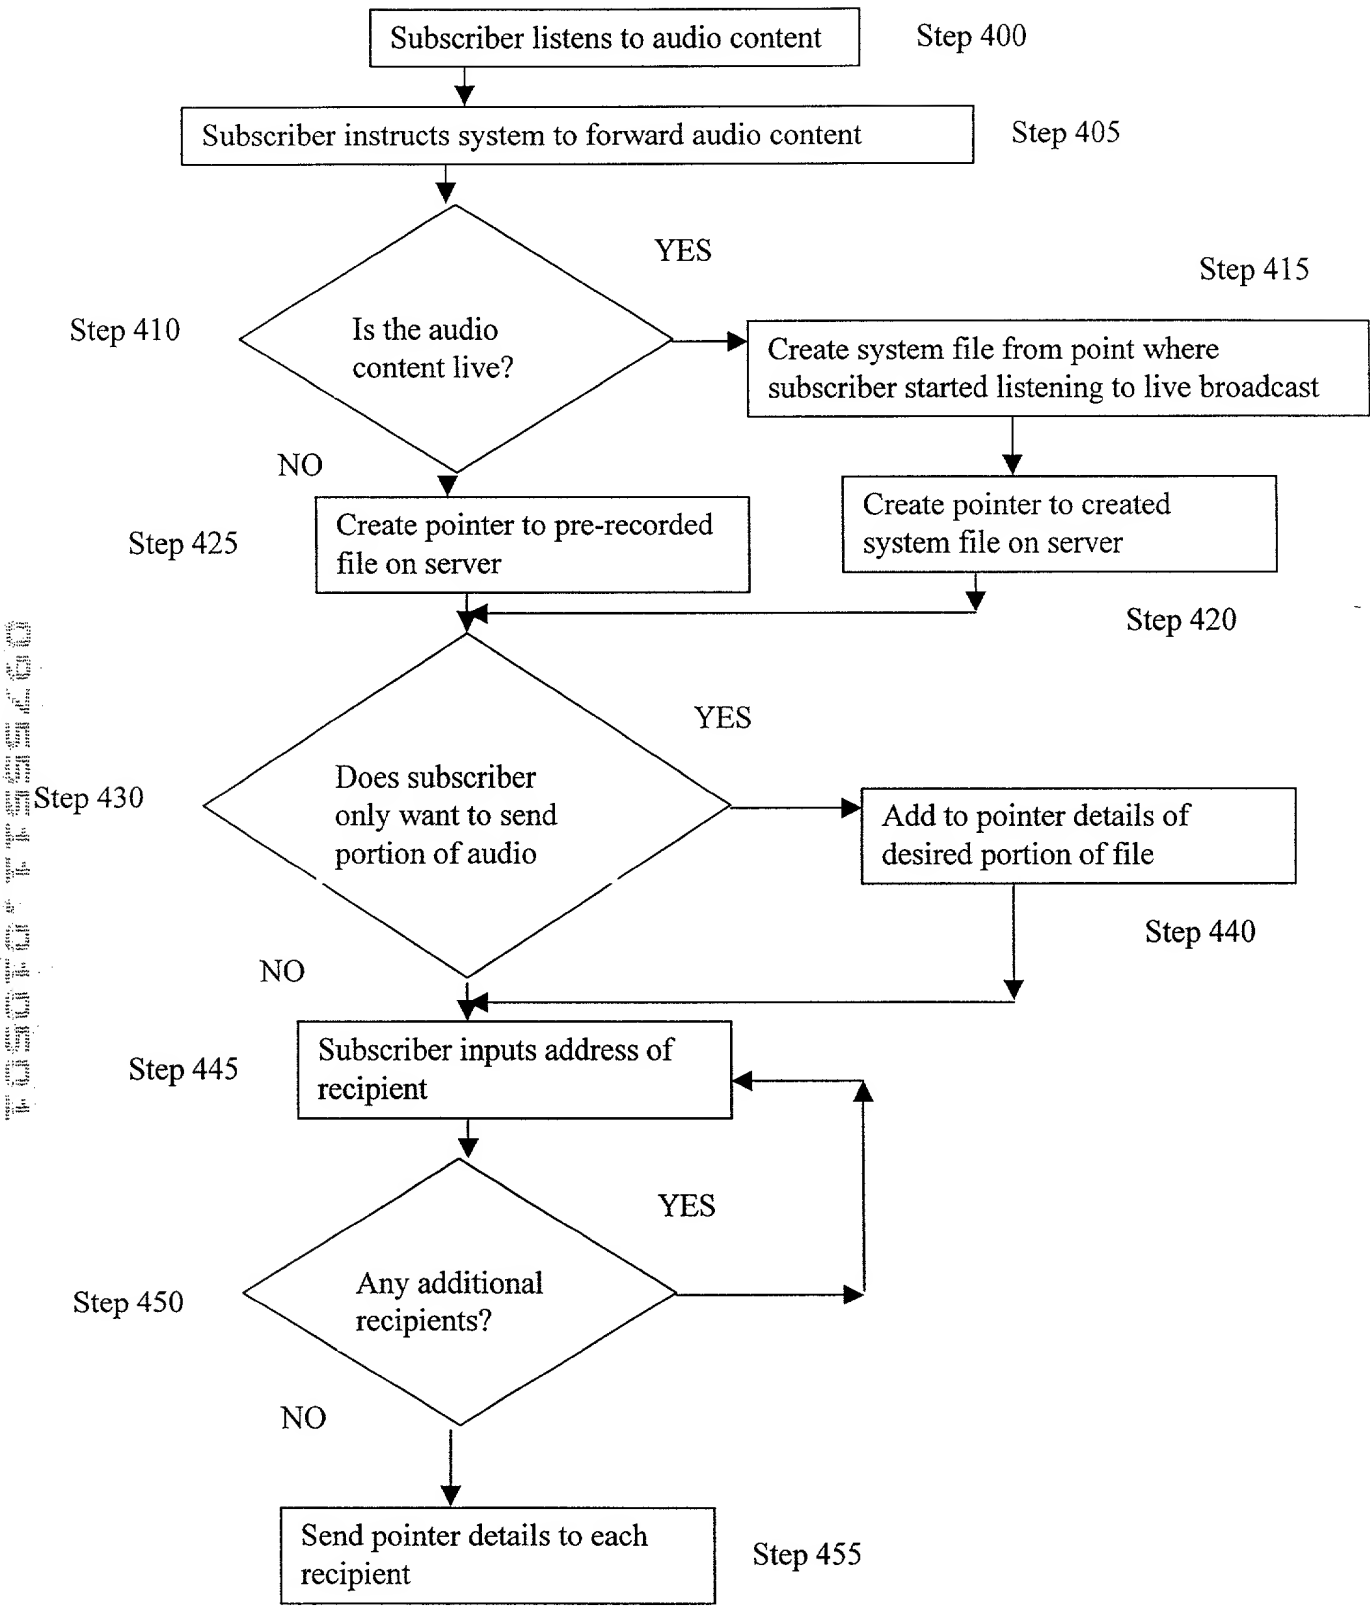 Subscriber listens to audio content
Step 400
Subscriber instructs system to forward audio content
Step 405
YES
Step 415
Step 410
Is the audio
content live?
Create system file from point where
subscriber started listening to live broadcast
NO
Step 425
Create pointer to pre-recorded
file on server
Create pointer to created
system file on server
Step 420
YES
Step 430
Does subscriber
only want to send
portion of audio
Add to pointer details of
desired portion of file
Step 440
NO
Step 445
Subscriber inputs address of
recipient
YES
Step 450
Any additional
recipients?
NO
Send pointer details to each
recipient
Step 455
09755511.010501